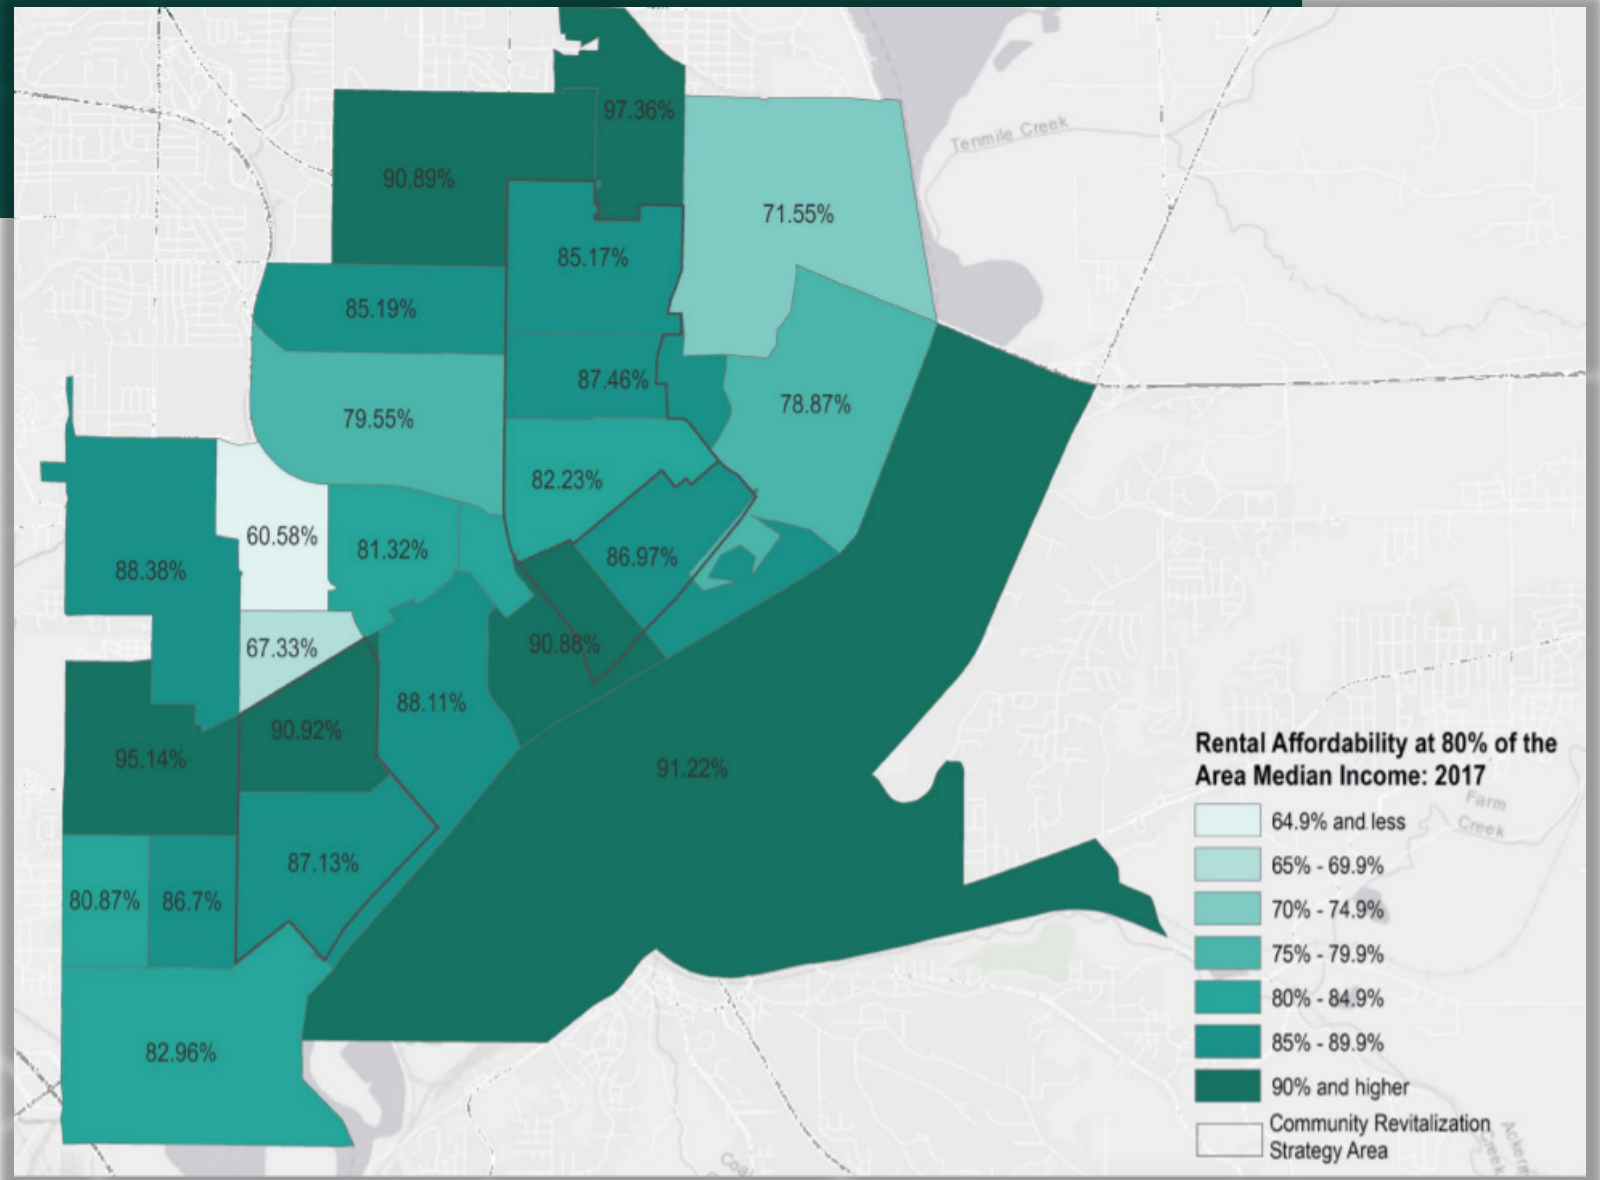 97.36%
Tenmile Creek
90.89%
71.55%
85.17%
85.19%
87.46%
78.87%
79.55%
82.23%
60.58%
81.32%
86.97%
88.38%
67.33%
90.88%
88.11%
90.92%
95.14%
91.22%
Rental Affordability at 80% of the
Area Median Income: 2017
Farm
Creek
64.9% and less
65% - 69.9%
87.13%
80.87%
86.7%
70% - 74.9%
75% - 79.9%
80% - 84.9%
82.96%
85% - 89.9%
90% and higher
Community Revitalization
Strategy Area
Creek